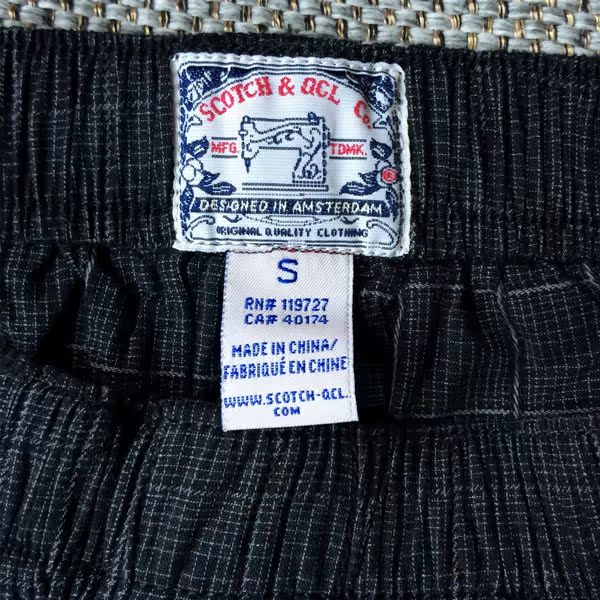 SCOTCH & QCL Co.
MFG. TDMK.
DESIGNED IN AMSTERDAM
ORIGINAL QUALITY CLOTHING
S
RN# 119727
CA# 40174
MADE IN CHINA/
FABRIQUÉ EN CHINE
WWW.SCOTCH-QCL.
COM